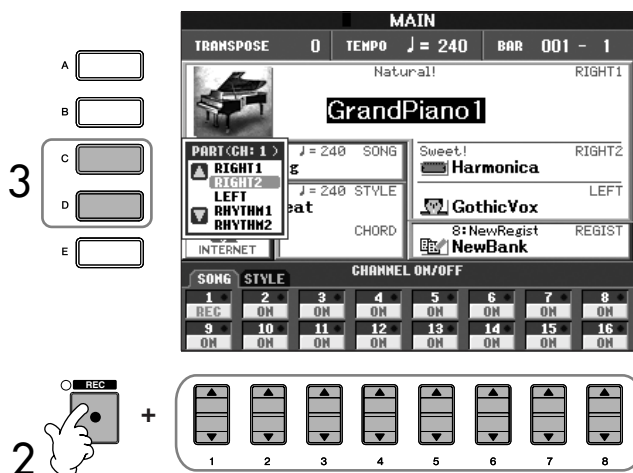 MAIN
TRANSPOSE 0 TEMPO ♩= 240 BAR 001 - 1
A
B
3
C
D
E
Natural! RIGHT1
GrandPiano1
PART(CH: 1 )
RIGHT1
RIGHT2
LEFT
RHYTHM1
RHYTHM2
♩= 240 SONG
g
♩= 240 STYLE
eat
CHORD
Sweet! RIGHT2
Harmonica
LEFT
GothicVox
8:NewRegist REGIST
NewBank
INTERNET
SONG STYLE CHANNEL ON/OFF
1 2 3 4 5 6 7 8
REC ON ON ON ON ON ON ON
9 10 11 12 13 14 15 16
ON ON ON ON ON ON ON ON
2
REC
+
1 2 3 4 5 6 7 8